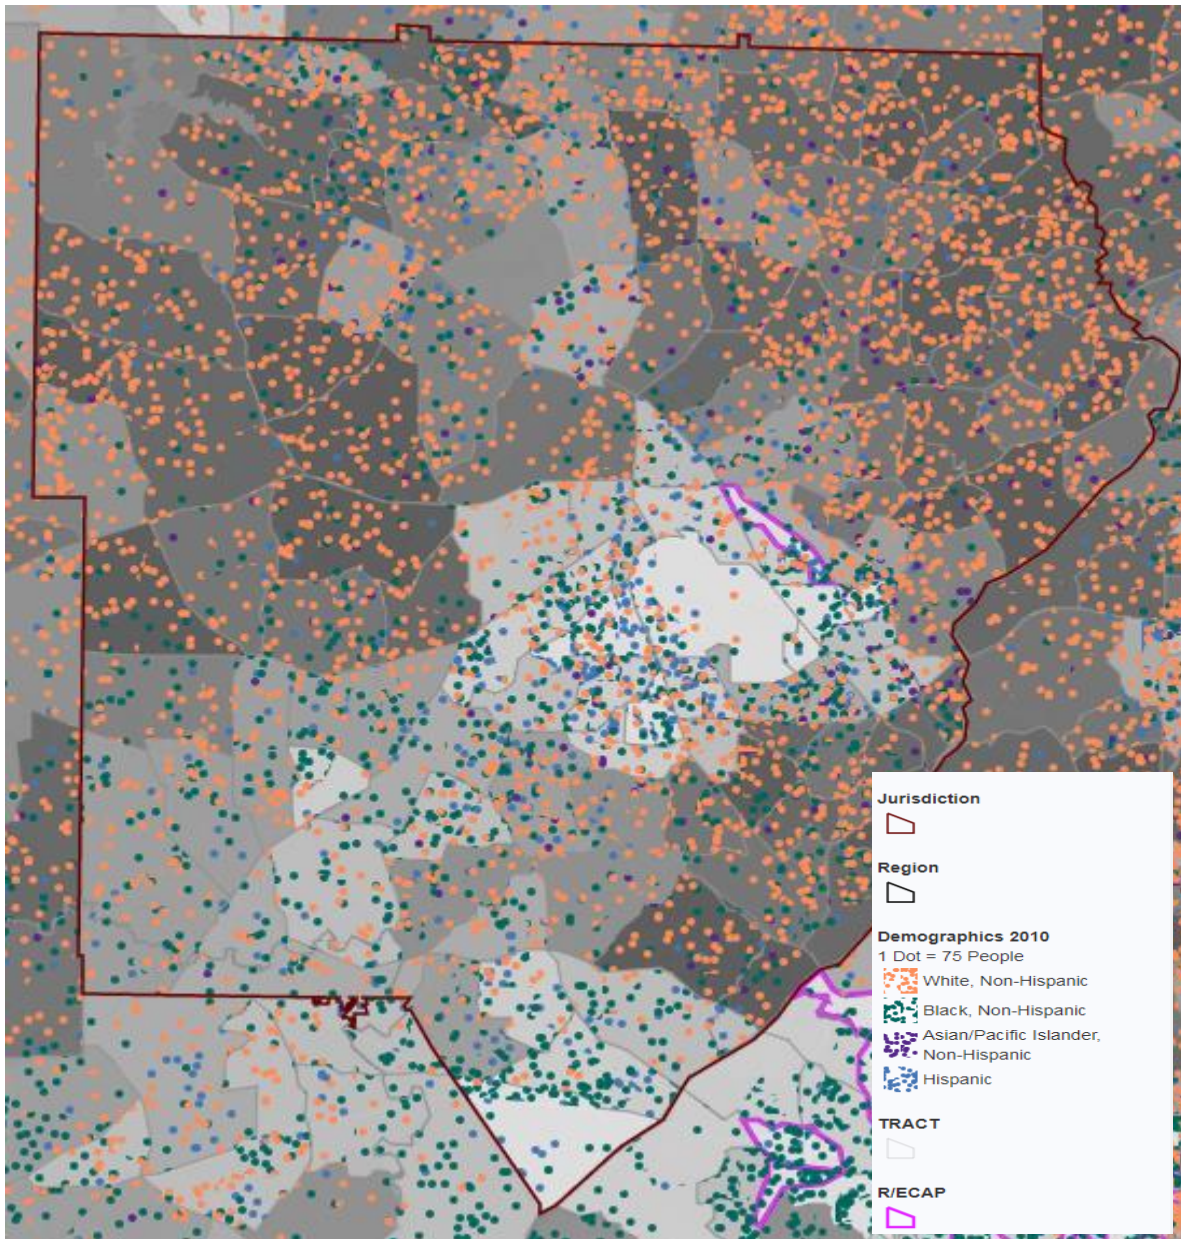 Jurisdiction
Region
Demographics 2010
1 Dot = 75 People
White, Non-Hispanic
Black, Non-Hispanic
Asian/Pacific Islander,
Non-Hispanic
Hispanic
TRACT
R/ECAP